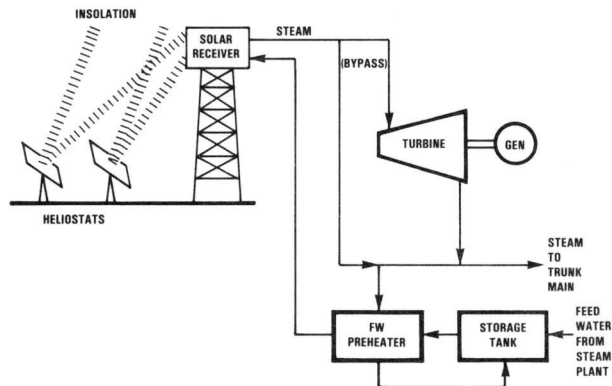 INSOLATION
SOLAR
RECEIVER
STEAM
(BYPASS)
TURBINE
GEN
HELIOSTATS
STEAM
TO
TRUNK
MAIN
FW
PREHEATER
STORAGE
TANK
FEED
WATER
FROM
STEAM
PLANT